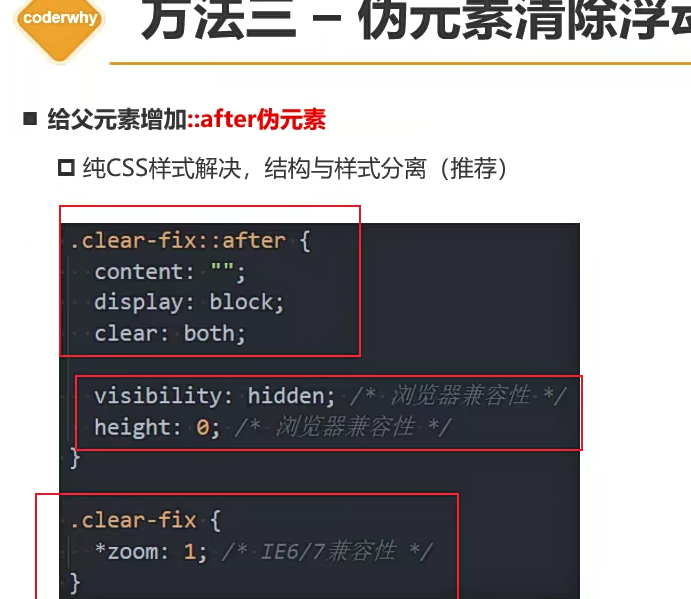 coderwhy
方法三 – 伪元素清除浮动
给父元素增加::after伪元素
纯CSS样式解决，结构与样式分离（推荐）
.clear-fix::after {
content: "";
display: block;
clear: both;
visibility: hidden; /* 浏览器兼容性 */
height: 0; /* 浏览器兼容性 */
}
.clear-fix {
*zoom: 1; /* IE6/7兼容性 */
}